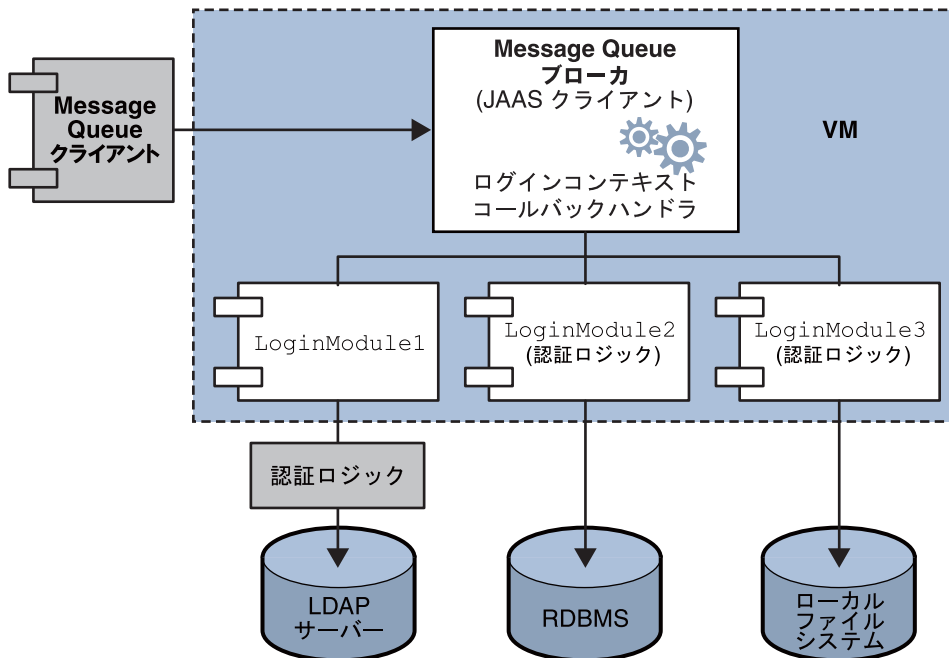 Message Queue
ブローカ
(JAAS クライアント)
ログインコンテキスト
コールバックハンドラ
VM
Message
Queue
クライアント
LoginModule1
LoginModule2
(認証ロジック)
LoginModule3
(認証ロジック)
認証ロジック
LDAP
サーバー
RDBMS
ローカル
ファイル
システム